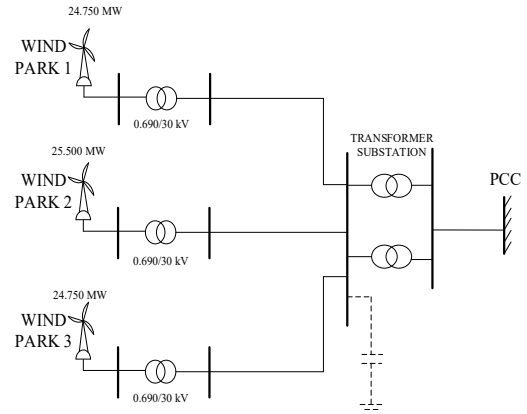 24.750 MW
WIND
PARK 1
0.690/30 kV
TRANSFORMER
SUBSTATION
PCC
25.500 MW
WIND
PARK 2
0.690/30 kV
24.750 MW
WIND
PARK 3
0.690/30 kV